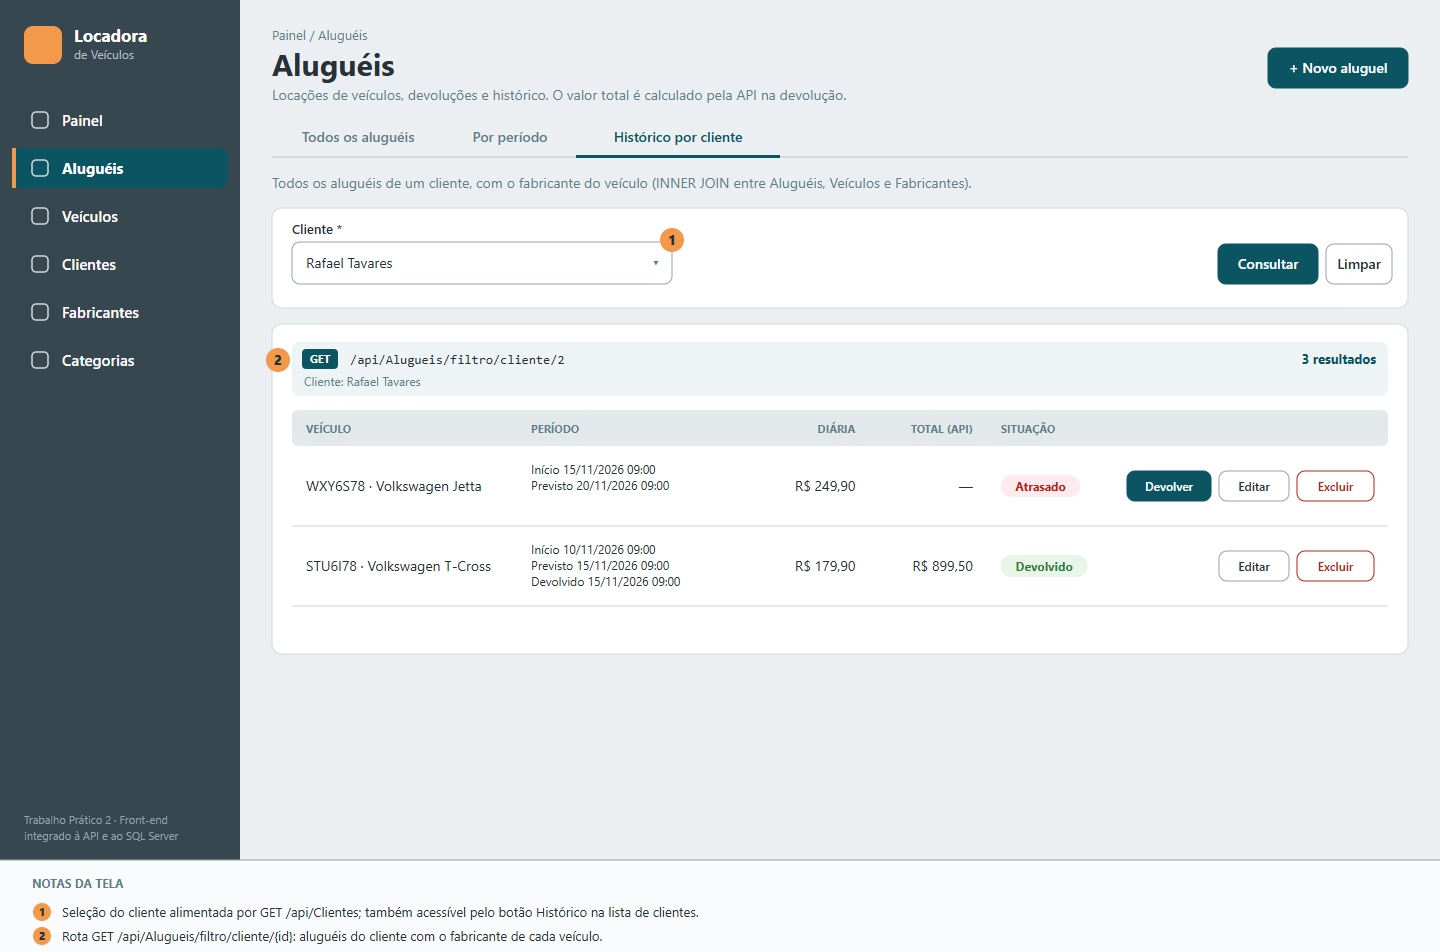 Locadora
de Veículos
Painel
Aluguéis
Veículos
Clientes
Fabricantes
Categorias
Trabalho Prático 2 · Front-end
integrado à API e ao SQL Server
Painel / Aluguéis
Aluguéis
Locações de veículos, devoluções e histórico. O valor total é calculado pela API na devolução.
+ Novo aluguel
Todos os aluguéis Por período Histórico por cliente
Todos os aluguéis de um cliente, com o fabricante do veículo (INNER JOIN entre Aluguéis, Veículos e Fabricantes).
Cliente *
1
Rafael Tavares
Consultar Limpar
2 GET /api/Alugueis/filtro/cliente/2 3 resultados
Cliente: Rafael Tavares
VEÍCULO PERÍODO DIÁRIA TOTAL (API) SITUAÇÃO
Início 15/11/2026 09:00
WXY6S78 · Volkswagen Jetta Previsto 20/11/2026 09:00 R$ 249,90 — Atrasado Devolver Editar Excluir
Início 10/11/2026 09:00
STU6I78 · Volkswagen T-Cross Previsto 15/11/2026 09:00 R$ 179,90 R$ 899,50 Devolvido Editar Excluir
Devolvido 15/11/2026 09:00
NOTAS DA TELA
1 Seleção do cliente alimentada por GET /api/Clientes; também acessível pelo botão Histórico na lista de clientes.
2 Rota GET /api/Alugueis/filtro/cliente/{id}: aluguéis do cliente com o fabricante de cada veículo.